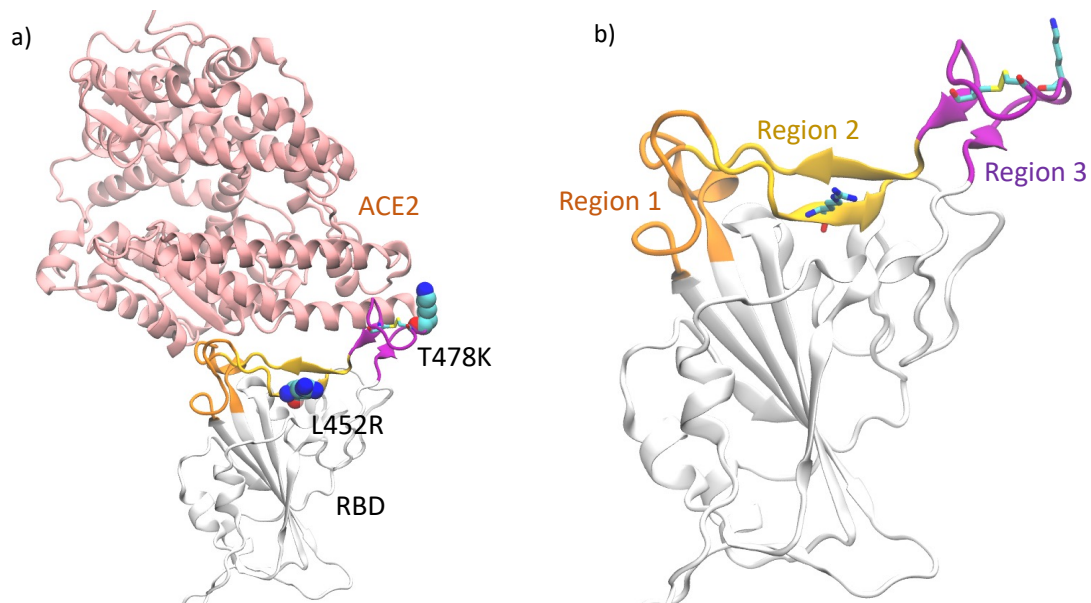 a)
ACE2
T478K
L452R
RBD
b)
Region 2
Region 1
Region 3